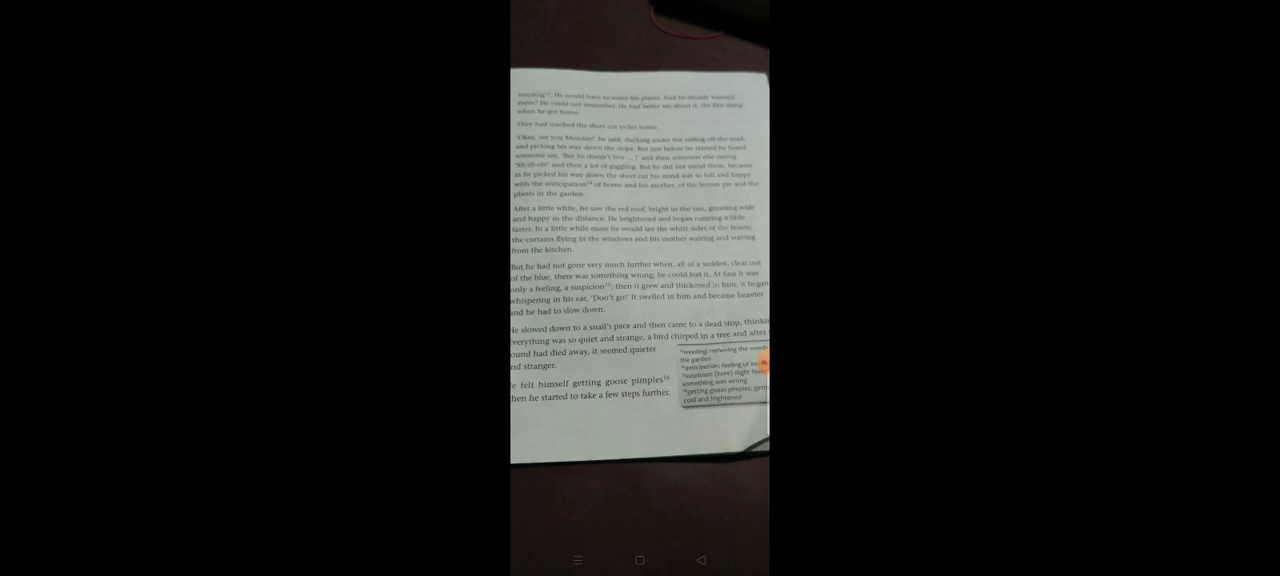 weeding¹³. He would have to water his plants. Had he already watered
them? He could not remember. He had better see about it, the first thing
when he got home.
They had reached the short cut to his home.
'Okay, see you Monday!' he said, ducking under the railing off the road,
and picking his way down the slope. But just before he started he heard
someone say, 'But he doesn't live ... ?' and then someone else saying
'Sh-sh-sh!' and then a lot of giggling. But he did not mind them, because
as he picked his way down the short cut his mind was so full and happy
with the anticipation¹⁴ of home and his mother, of the lemon pie and the
plants in the garden.
After a little while, he saw the red roof, bright in the sun, grinning wide
and happy in the distance. He brightened and began running a little
faster. In a little while more he would see the white sides of the house,
the curtains flying in the windows and his mother waiting and waving
from the kitchen.
But he had not gone very much further when, all of a sudden, clear out
of the blue, there was something wrong; he could feel it. At first it was
only a feeling, a suspicion¹⁵; then it grew and thickened in him, it began
whispering in his ear, 'Don't go!' It swelled in him and became heavier
and he had to slow down.
He slowed down to a snail's pace and then came to a dead stop, thinki
Everything was so quiet and strange, a bird chirped in a tree and after
ound had died away, it seemed quieter
nd stranger.
e felt himself getting goose pimples¹⁶
hen he started to take a few steps further.
¹³weeding: removing the weeds
the garden
¹⁴anticipation: feeling of ex
¹⁵suspicion: (here) slight feel
something was wrong
¹⁶getting goose pimples: gett
cold and frightened